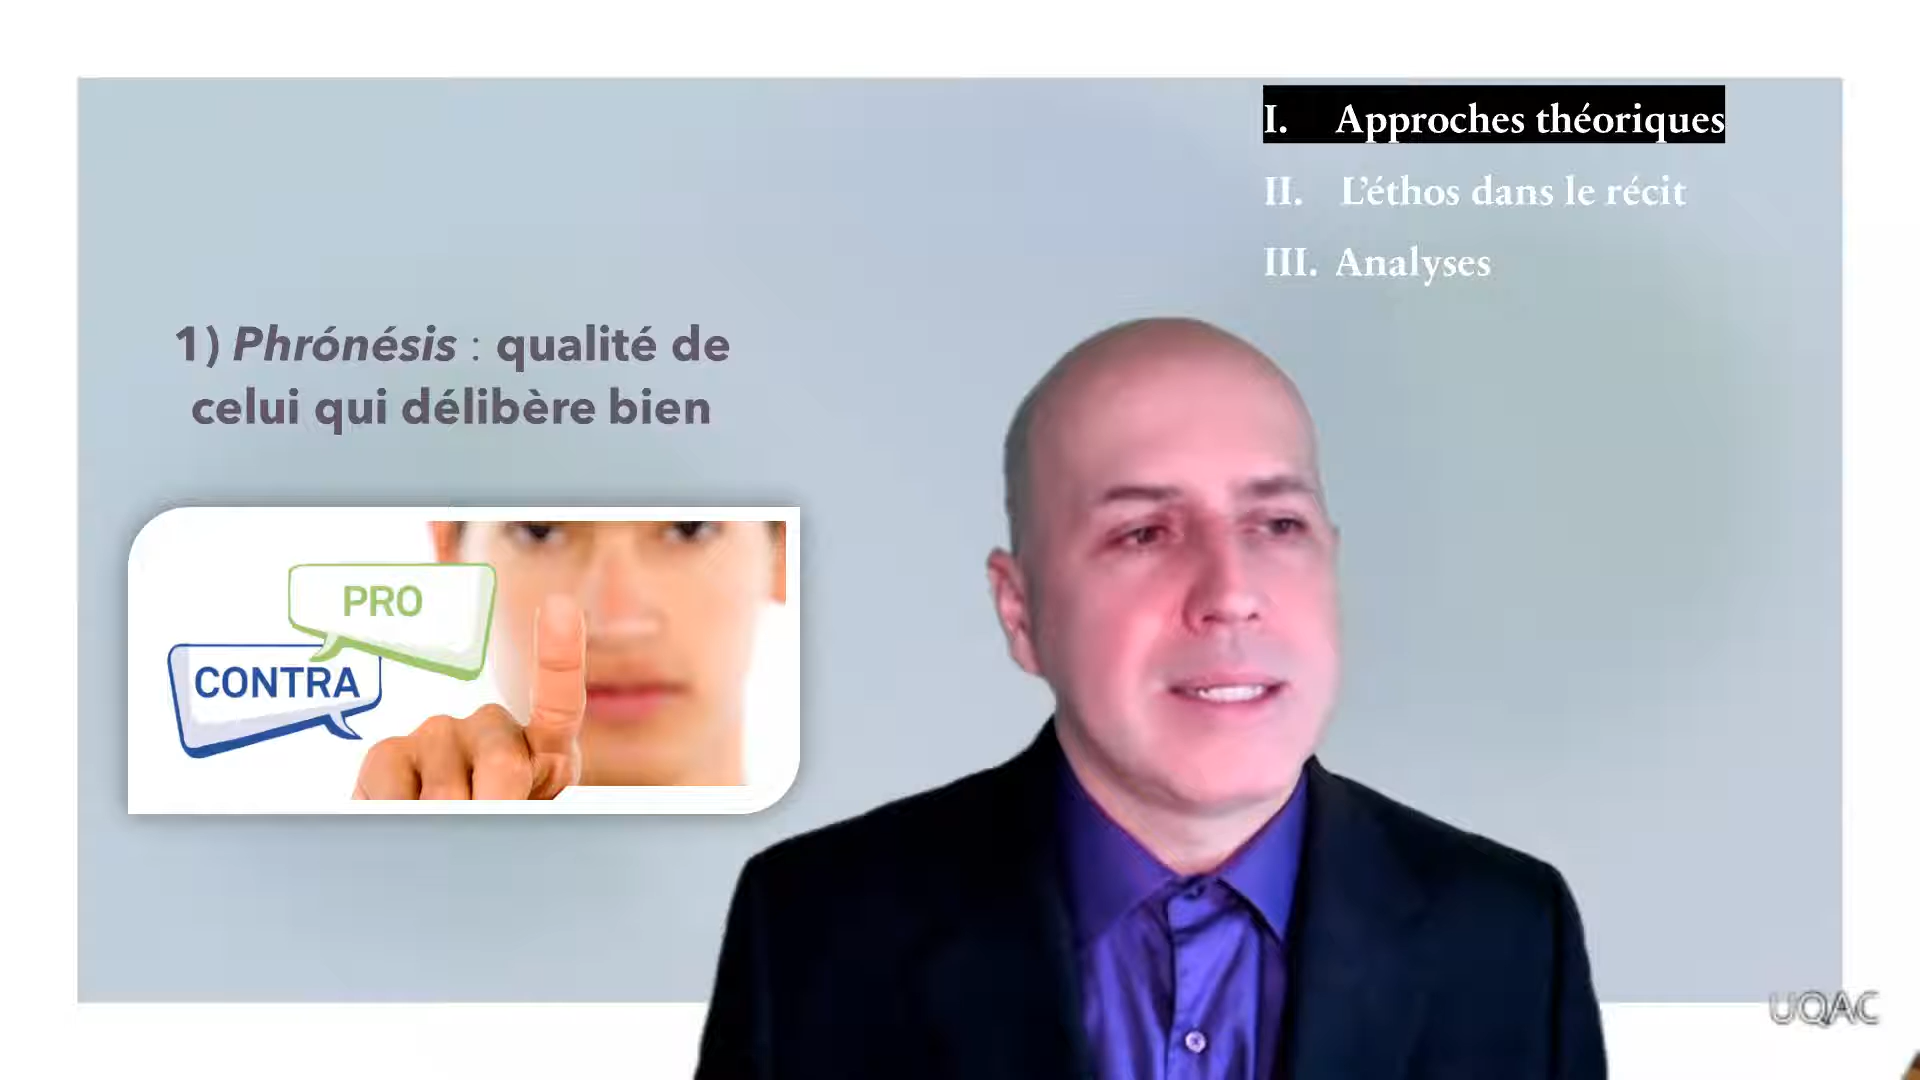 I. Approches théoriques
II. L’éthos dans le récit
III. Analyses
1) Phrónésis : qualité de
celui qui délibère bien
PRO
CONTRA
UQAC